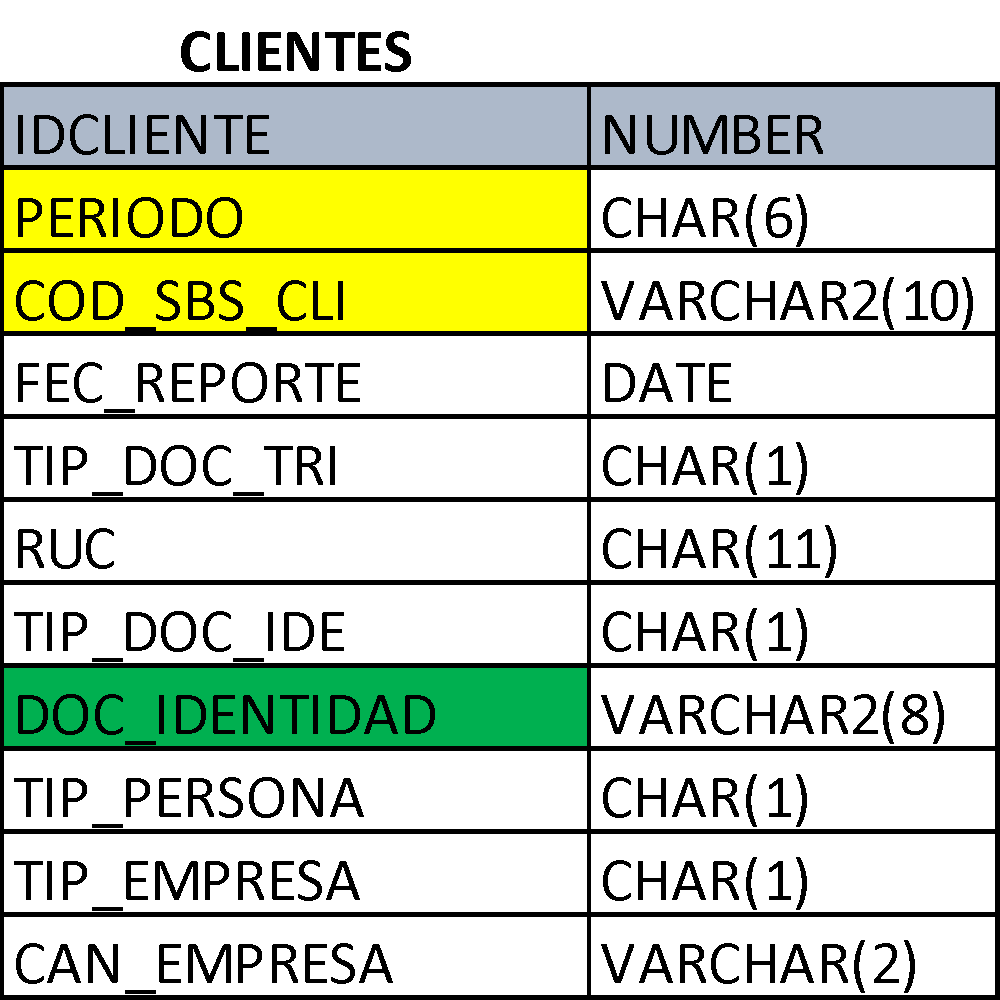 CLIENTES
IDCLIENTE NUMBER
PERIODO CHAR(6)
COD_SBS_CLI VARCHAR2(10)
FEC_REPORTE DATE
TIP_DOC_TRI CHAR(1)
RUC CHAR(11)
TIP_DOC_IDE CHAR(1)
DOC_IDENTIDAD VARCHAR2(8)
TIP_PERSONA CHAR(1)
TIP_EMPRESA CHAR(1)
CAN_EMPRESA VARCHAR(2)